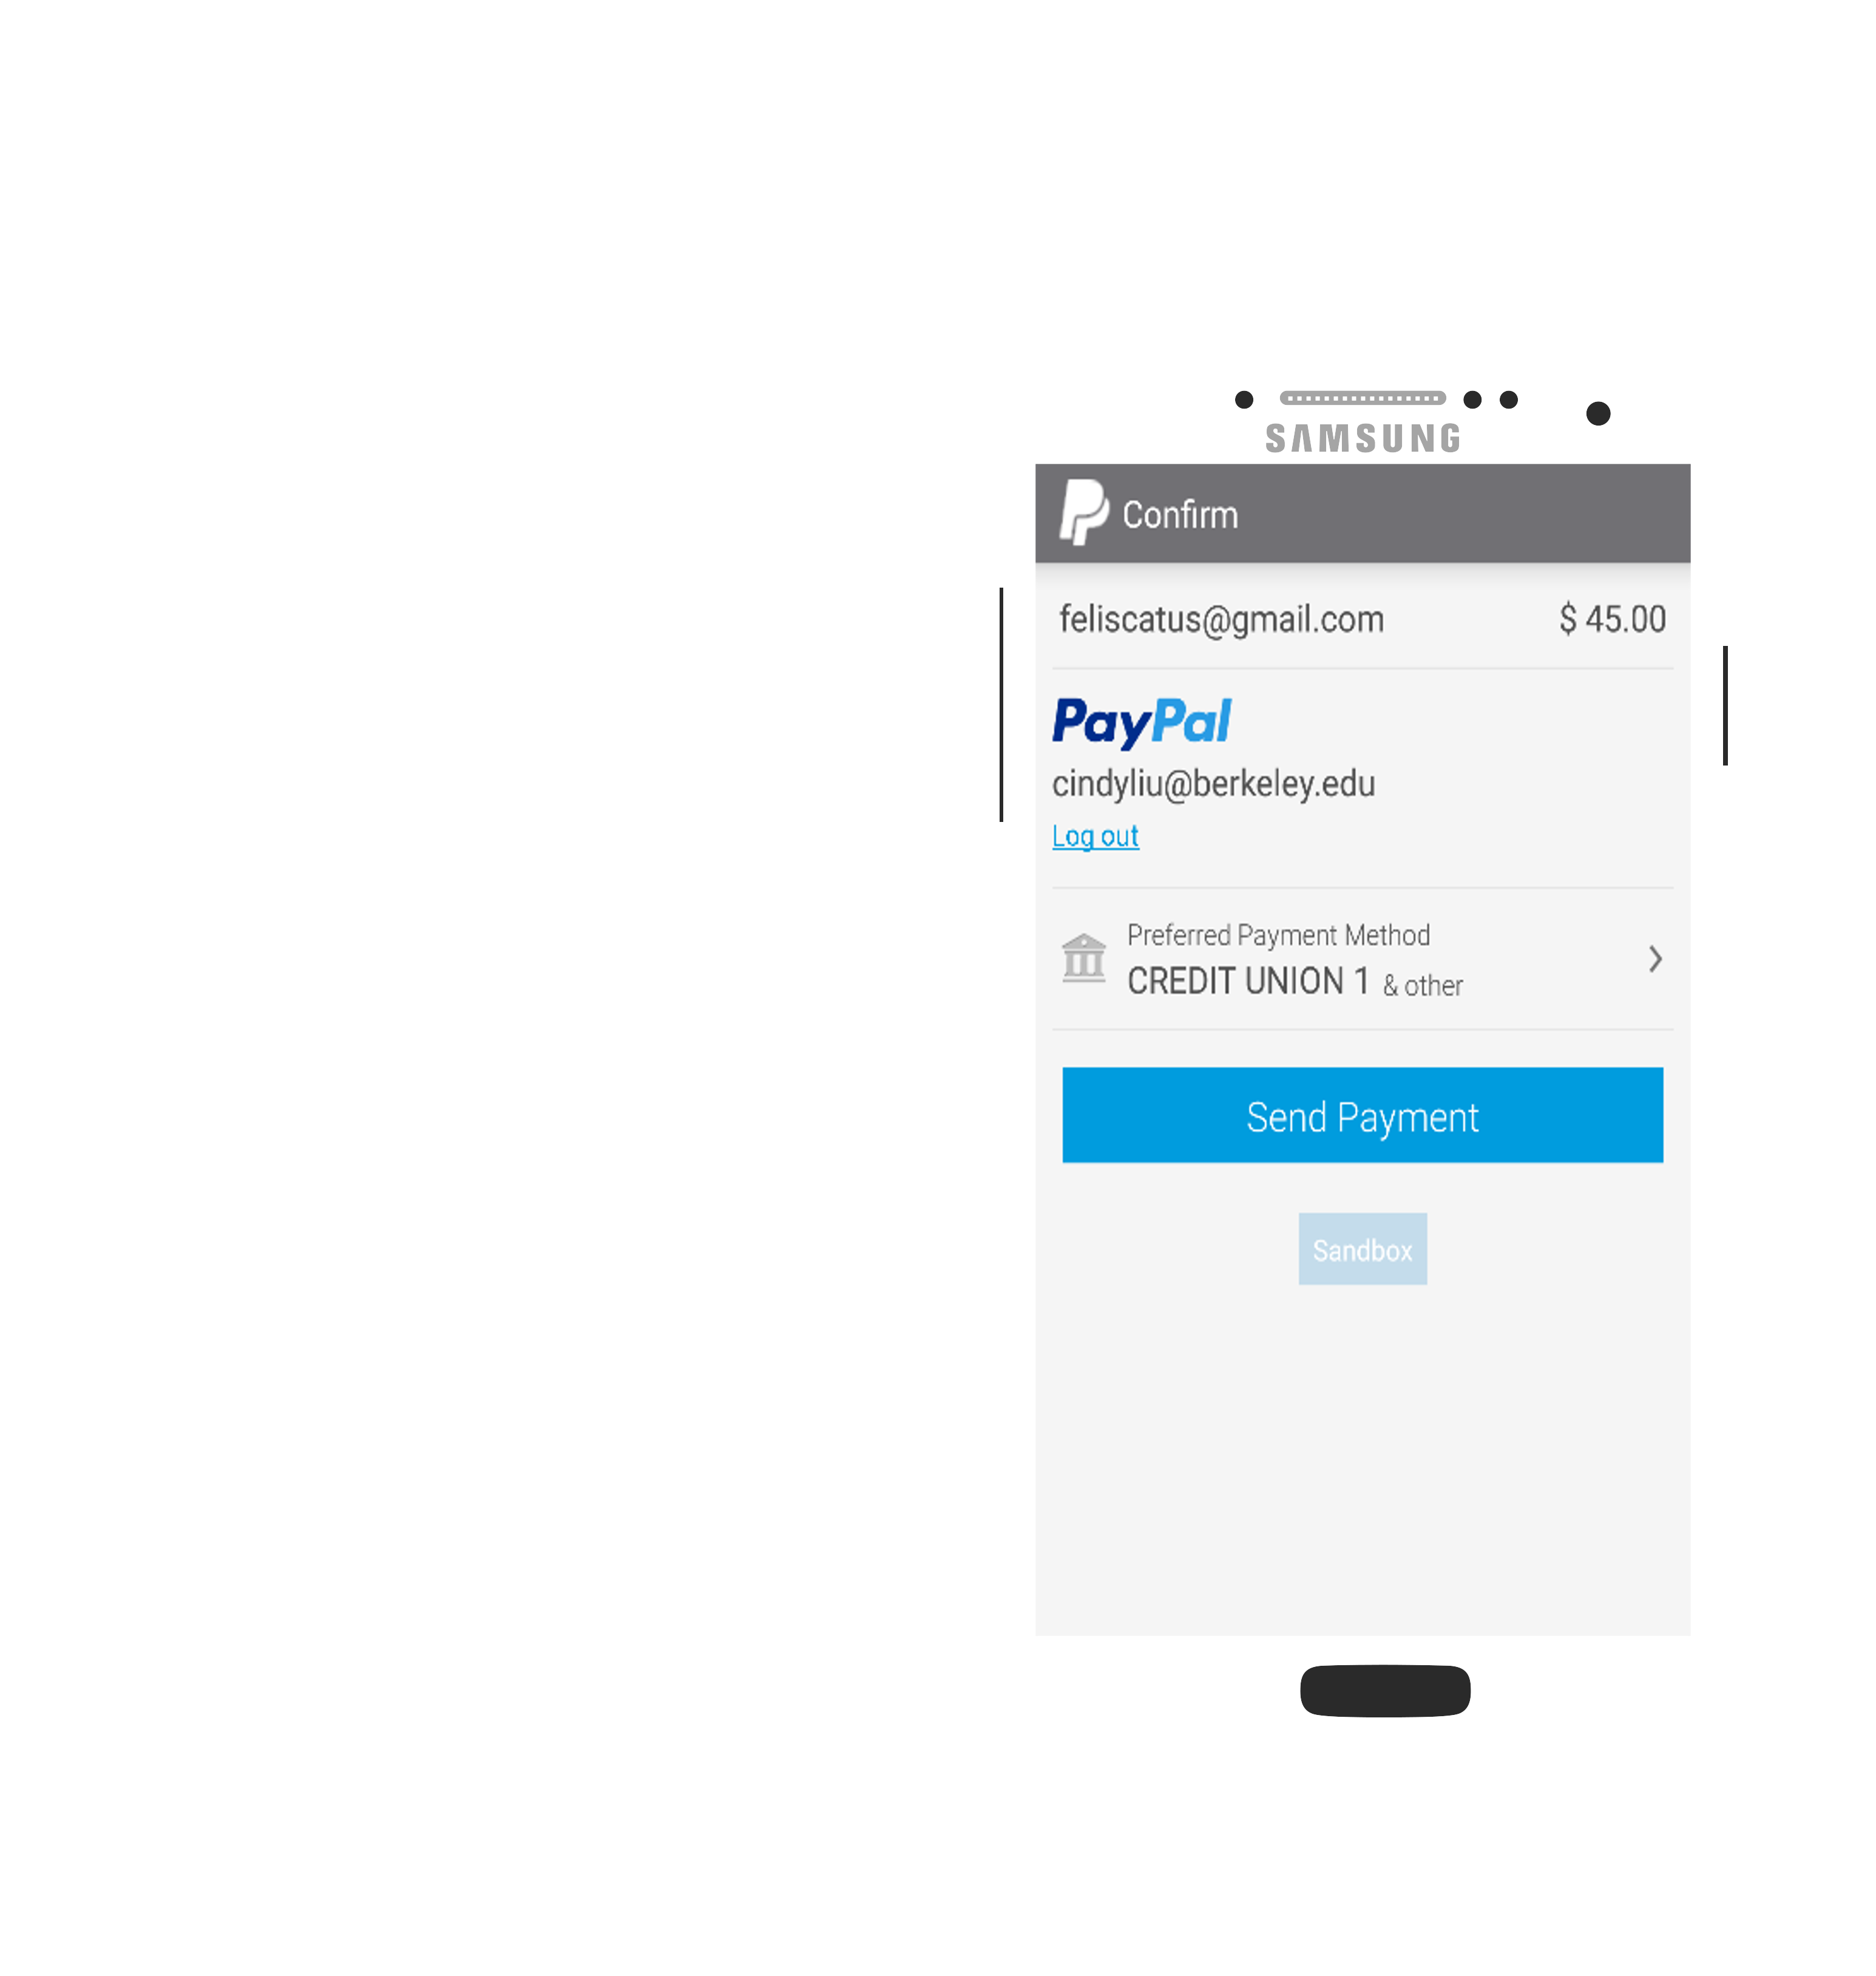 SAMSUNG
Confirm
feliscatus@gmail.com $ 45.00
PayPal
cindyliu@berkeley.edu
Log out
Preferred Payment Method
CREDIT UNION 1 & other
Send Payment
Sandbox